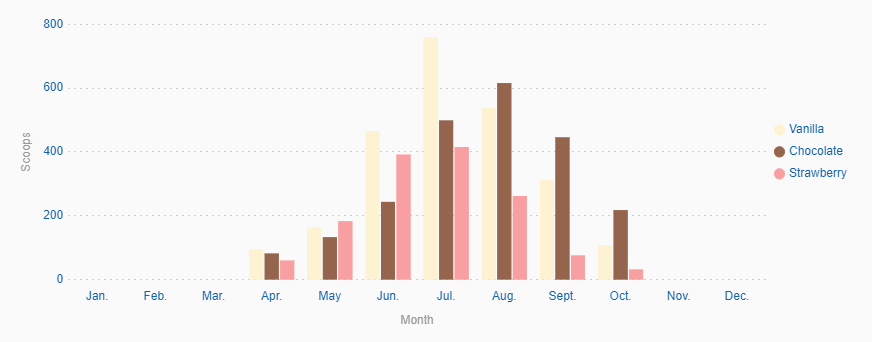 800
600
400
200
0
Scoops
Jan. Feb. Mar. Apr. May Jun. Jul. Aug. Sept. Oct. Nov. Dec.
Month
Vanilla
Chocolate
Strawberry